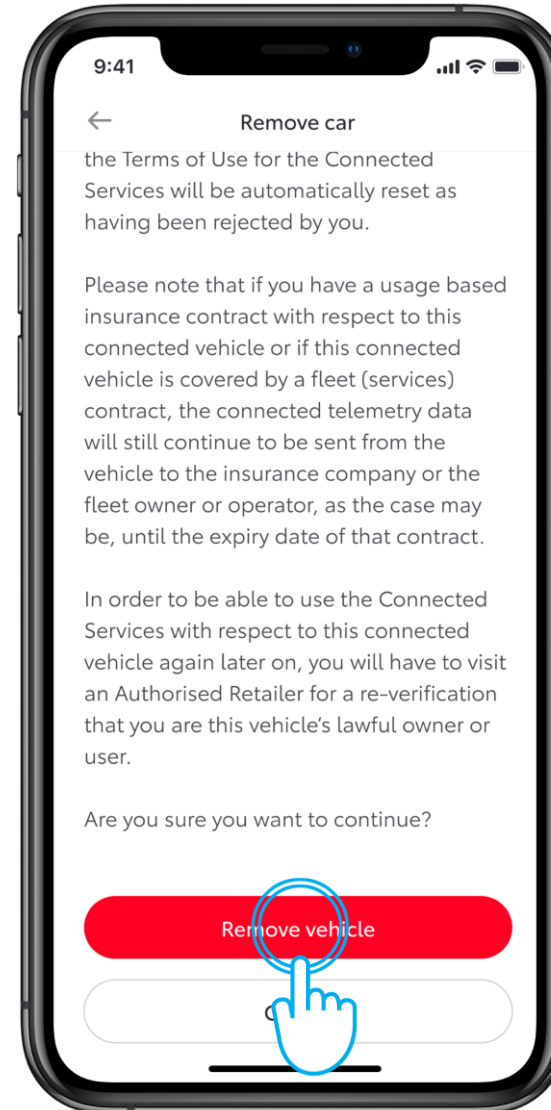 9:41
Remove car
the Terms of Use for the Connected
Services will be automatically reset as
having been rejected by you.
Please note that if you have a usage based
insurance contract with respect to this
connected vehicle or if this connected
vehicle is covered by a fleet (services)
contract, the connected telemetry data
will still continue to be sent from the
vehicle to the insurance company or the
fleet owner or operator, as the case may
be, until the expiry date of that contract.
In order to be able to use the Connected
Services with respect to this connected
vehicle again later on, you will have to visit
an Authorised Retailer for a re-verification
that you are this vehicle’s lawful owner or
user.
Are you sure you want to continue?
Remove vehicle